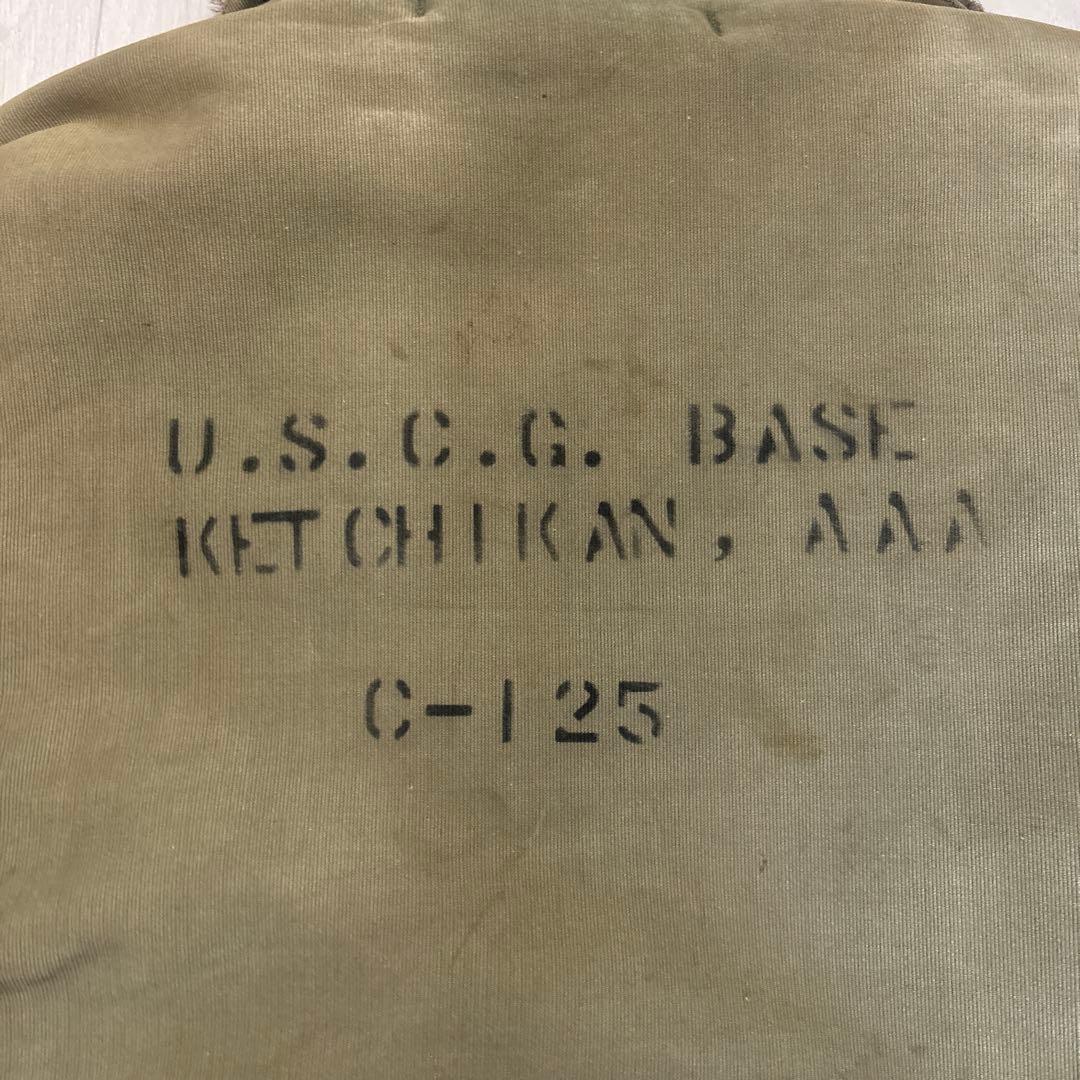 U.S.C.G. BASE
KETCHIKAN, AAA
C-125